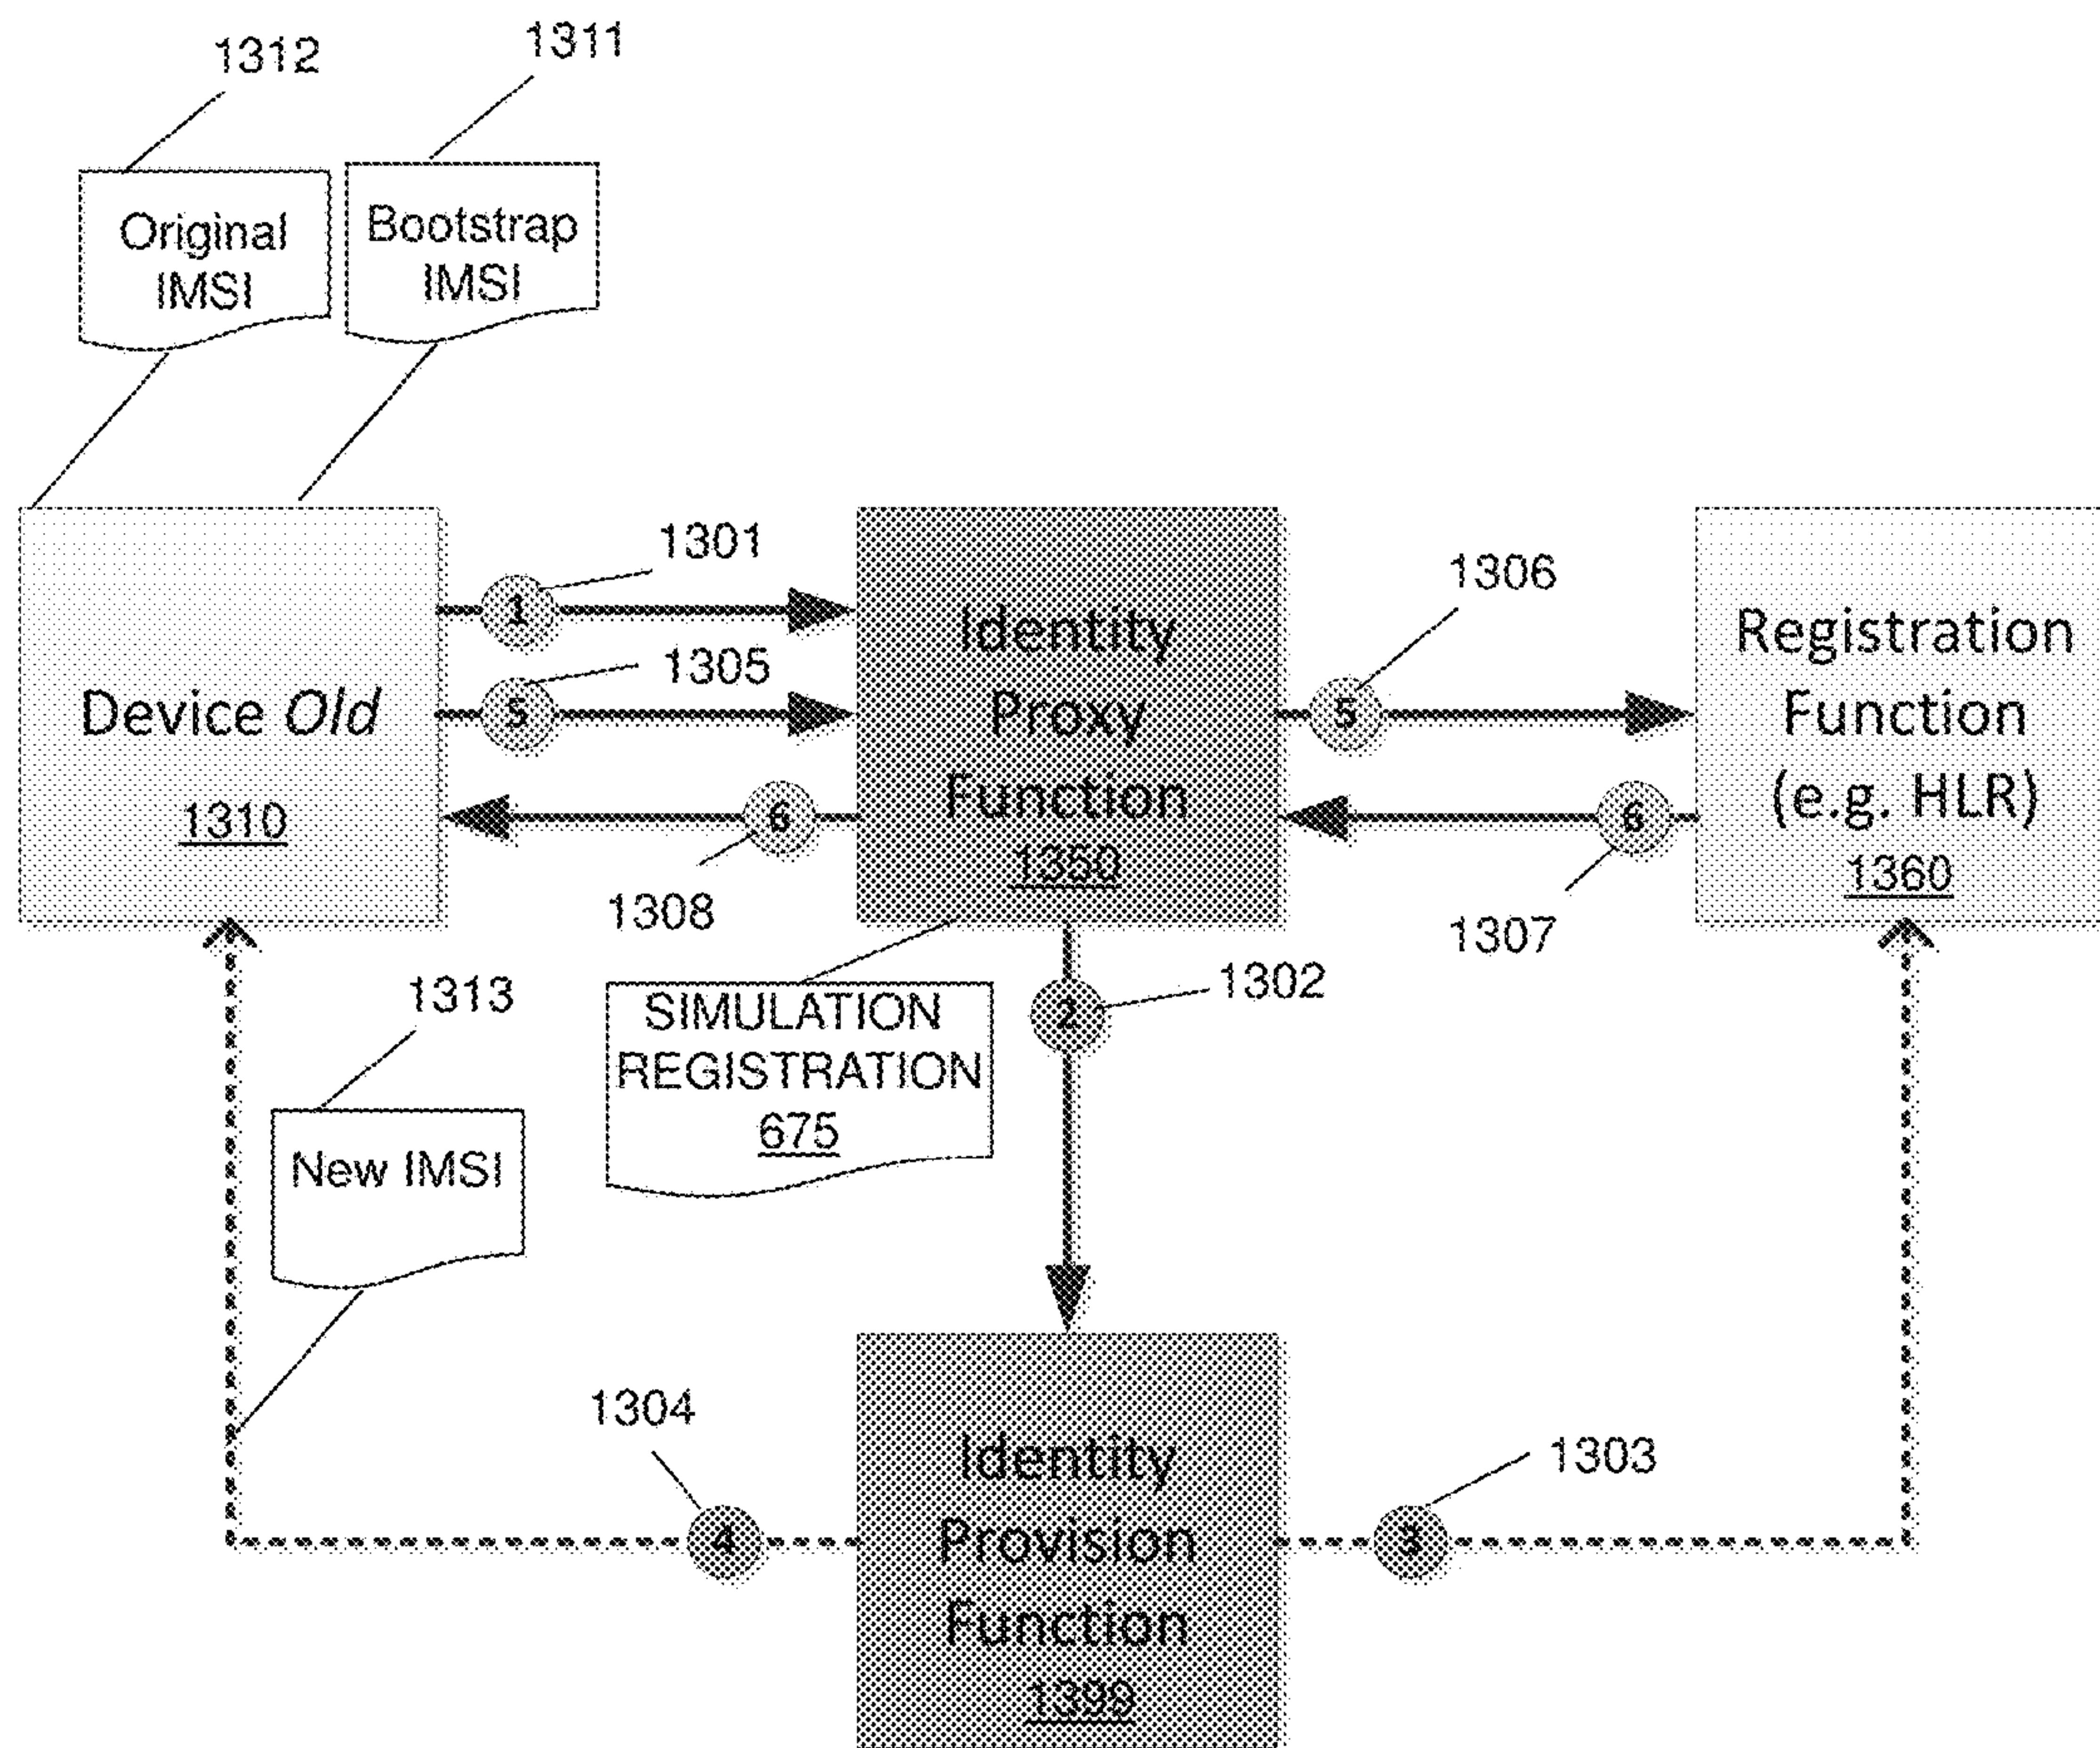 1312
1311
Original
IMSI
Bootstrap
IMSI
1301
1
1305
5
Device Old
1310
6
1308
Identity
Proxy
Function
1350
1306
5
6
1307
Registration
Function
(e.g. HLR)
1360
1313
New IMSI
SIMULATION
REGISTRATION
675
2
1302
1304
4
Identity
Provision
Function
1399
1303
3